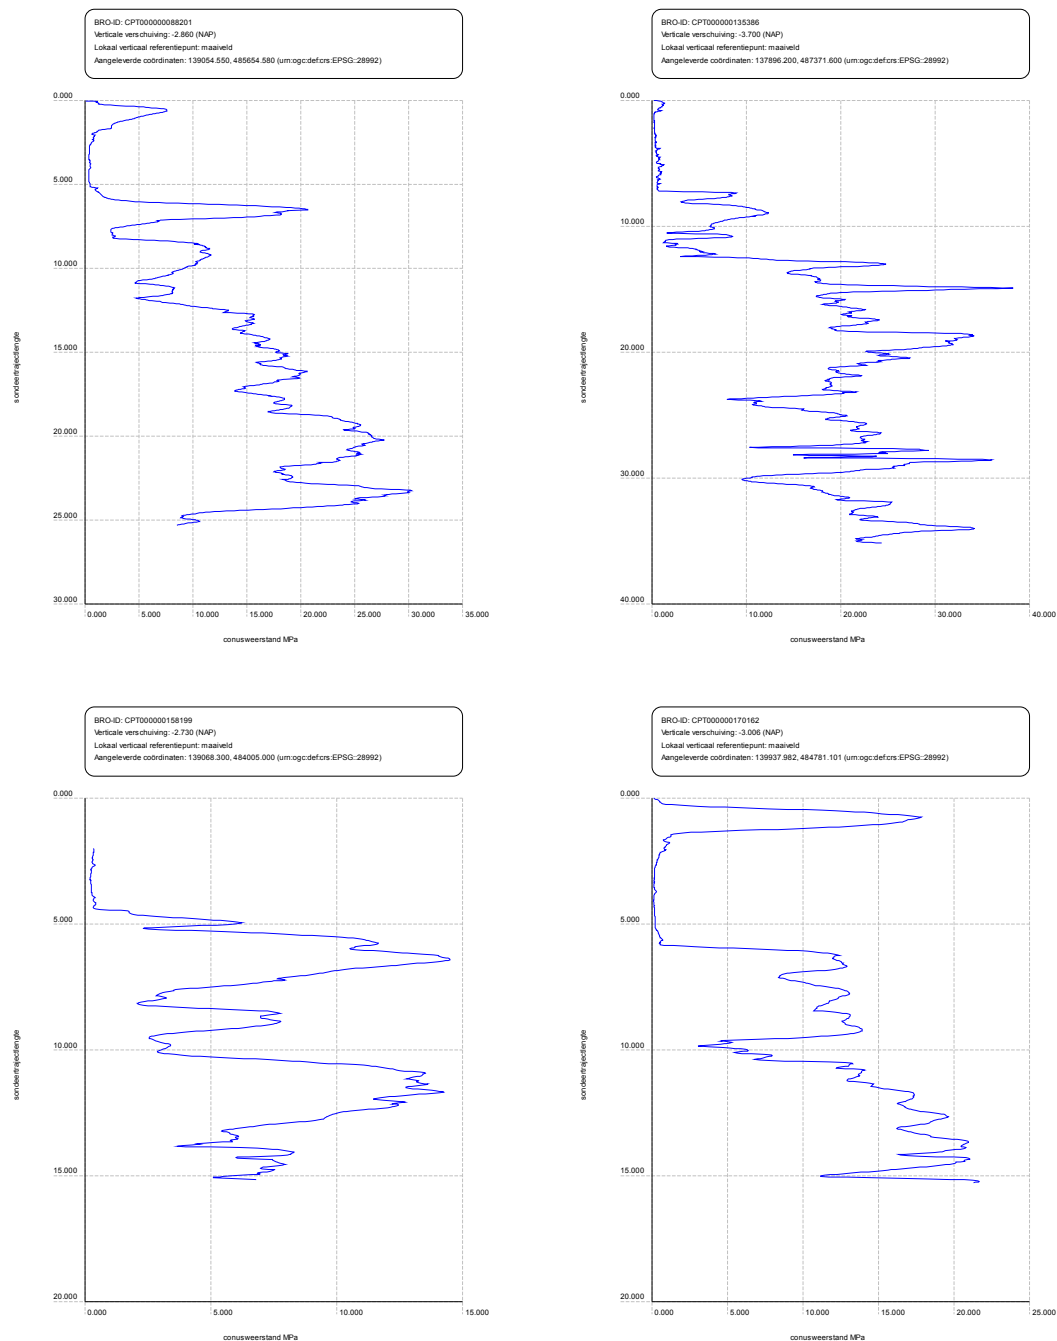 BRO-ID: CPT000000088201
Verticale verschuiving: -2.860 (NAP)
Lokaal verticaal referentiepunt: maaiveld
Aangeleverde coördinaten: 139054.550, 485654.580 (urn:ogc:def:crs:EPSG::28992)
0.000
5.000
10.000
15.000
20.000
25.000
30.000
sondeertrajectlengte
0.000 5.000 10.000 15.000 20.000 25.000 30.000 35.000
conusweerstand MPa
BRO-ID: CPT000000135386
Verticale verschuiving: -3.700 (NAP)
Lokaal verticaal referentiepunt: maaiveld
Aangeleverde coördinaten: 137896.200, 487371.600 (urn:ogc:def:crs:EPSG::28992)
0.000
10.000
20.000
30.000
40.000
sondeertrajectlengte
0.000 10.000 20.000 30.000 40.000
conusweerstand MPa
BRO-ID: CPT000000158199
Verticale verschuiving: -2.730 (NAP)
Lokaal verticaal referentiepunt: maaiveld
Aangeleverde coördinaten: 139068.300, 484005.000 (urn:ogc:def:crs:EPSG::28992)
0.000
5.000
10.000
15.000
20.000
sondeertrajectlengte
0.000 5.000 10.000 15.000
conusweerstand MPa
BRO-ID: CPT000000170162
Verticale verschuiving: -3.006 (NAP)
Lokaal verticaal referentiepunt: maaiveld
Aangeleverde coördinaten: 139937.982, 484781.101 (urn:ogc:def:crs:EPSG::28992)
0.000
5.000
10.000
15.000
20.000
sondeertrajectlengte
0.000 5.000 10.000 15.000 20.000 25.000
conusweerstand MPa